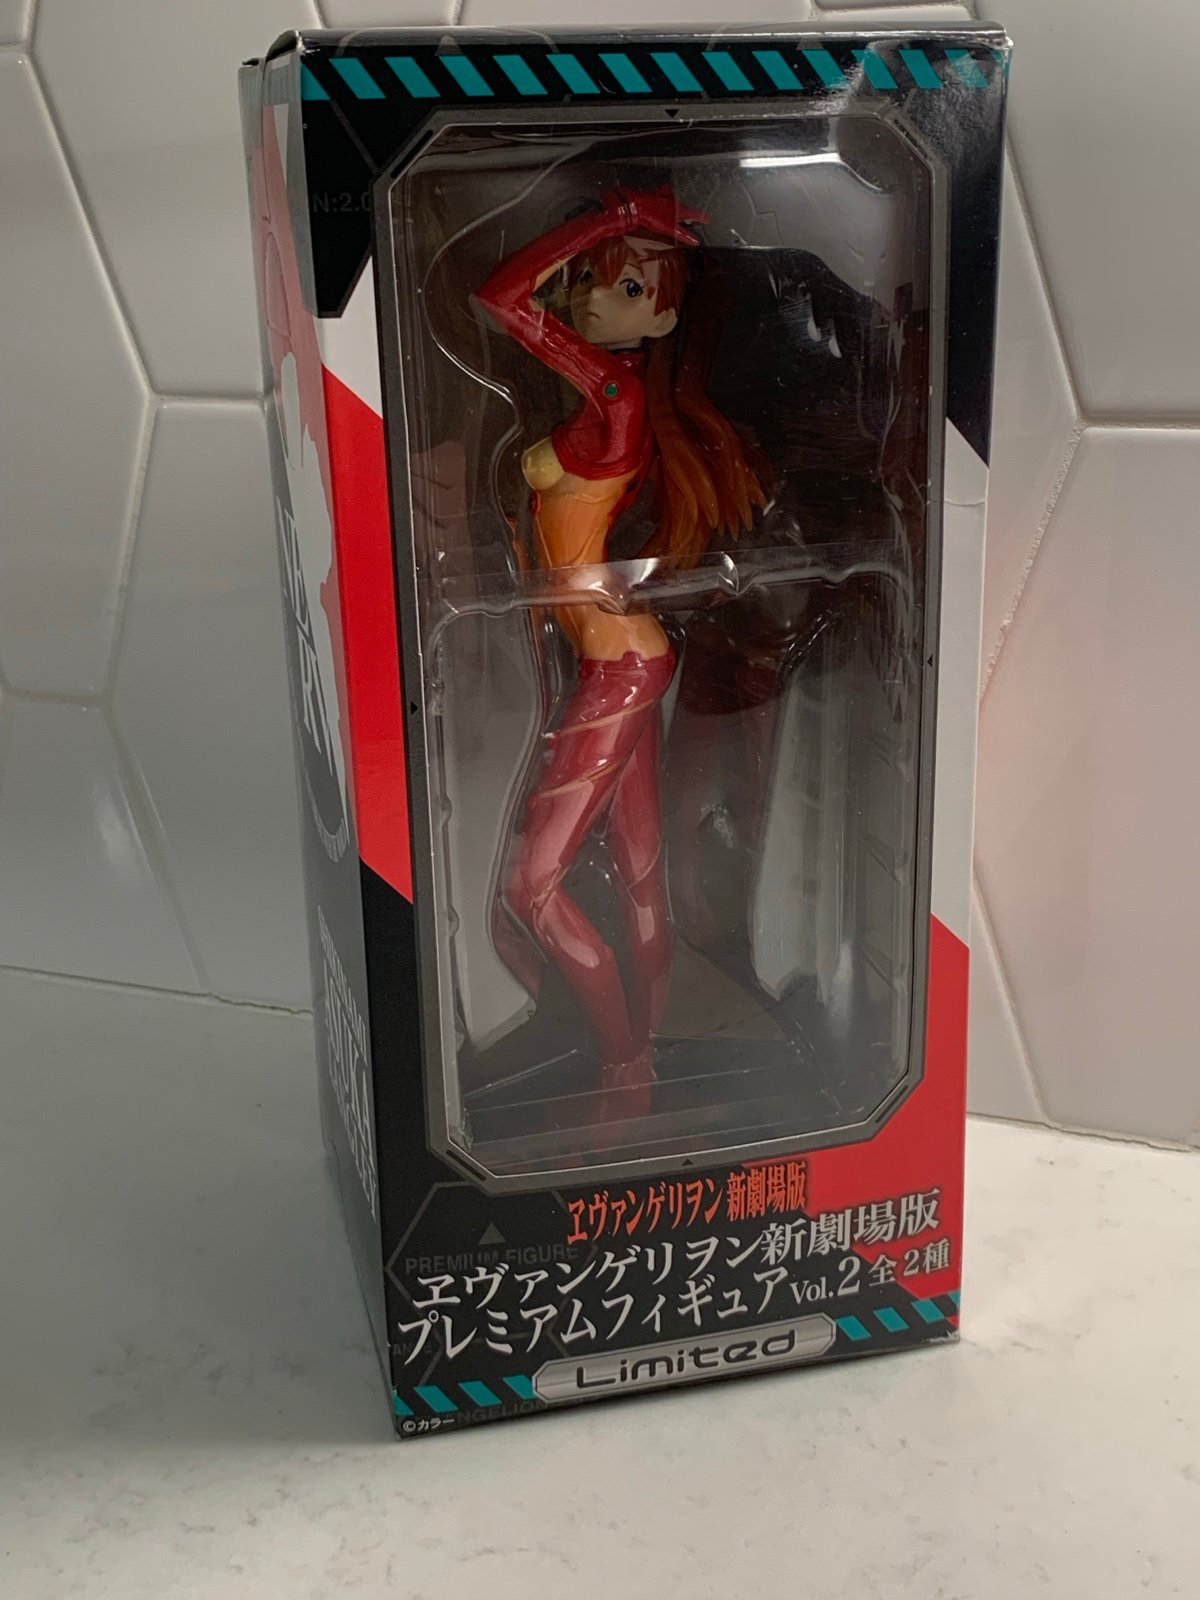 N:2.0
NE
RV
ヱヴァンゲリヲン新劇場版
PREMIUM FIGURE
ヱヴァンゲリヲン新劇場版
プレミアムフィギュア Vol.2 全2種
Limited
©カラー